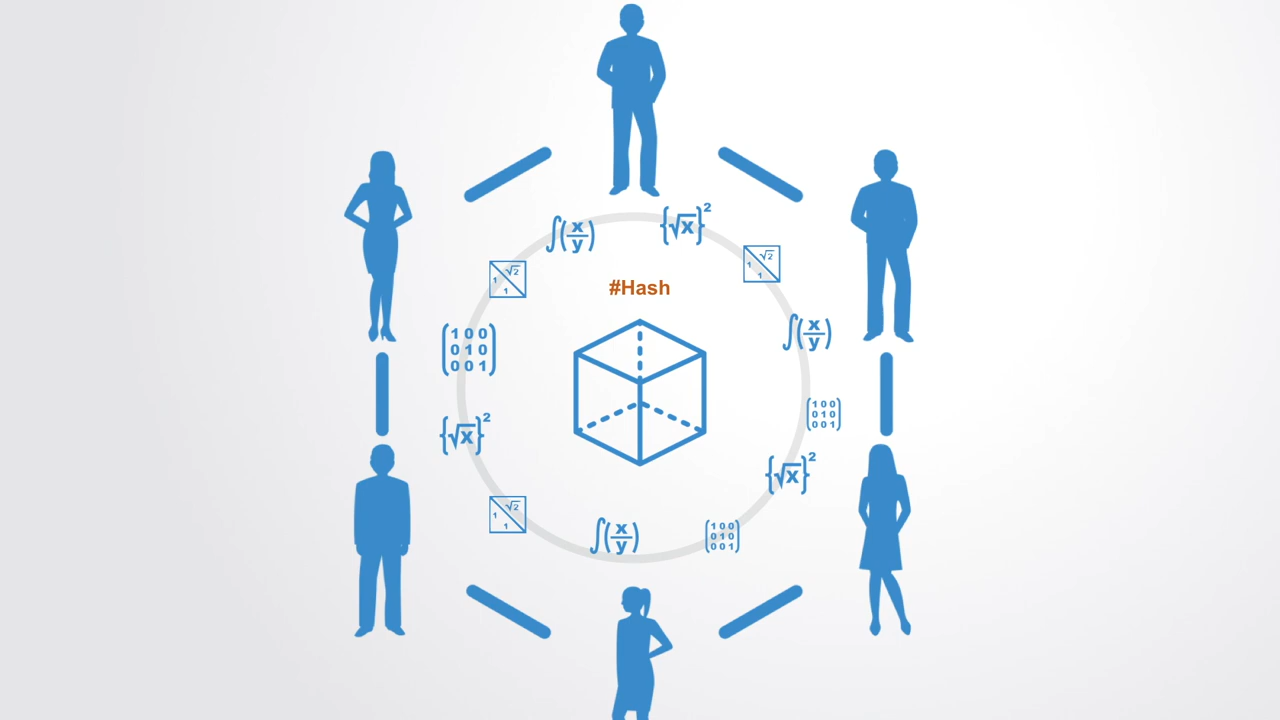 ∫(x/y)
{√x}²
√2
1
1
√2
1
1
#Hash
∫(x/y)
1 0 0
0 1 0
0 0 1
1 0 0
0 1 0
0 0 1
{√x}²
{√x}²
√2
1
1
∫(x/y)
1 0 0
0 1 0
0 0 1